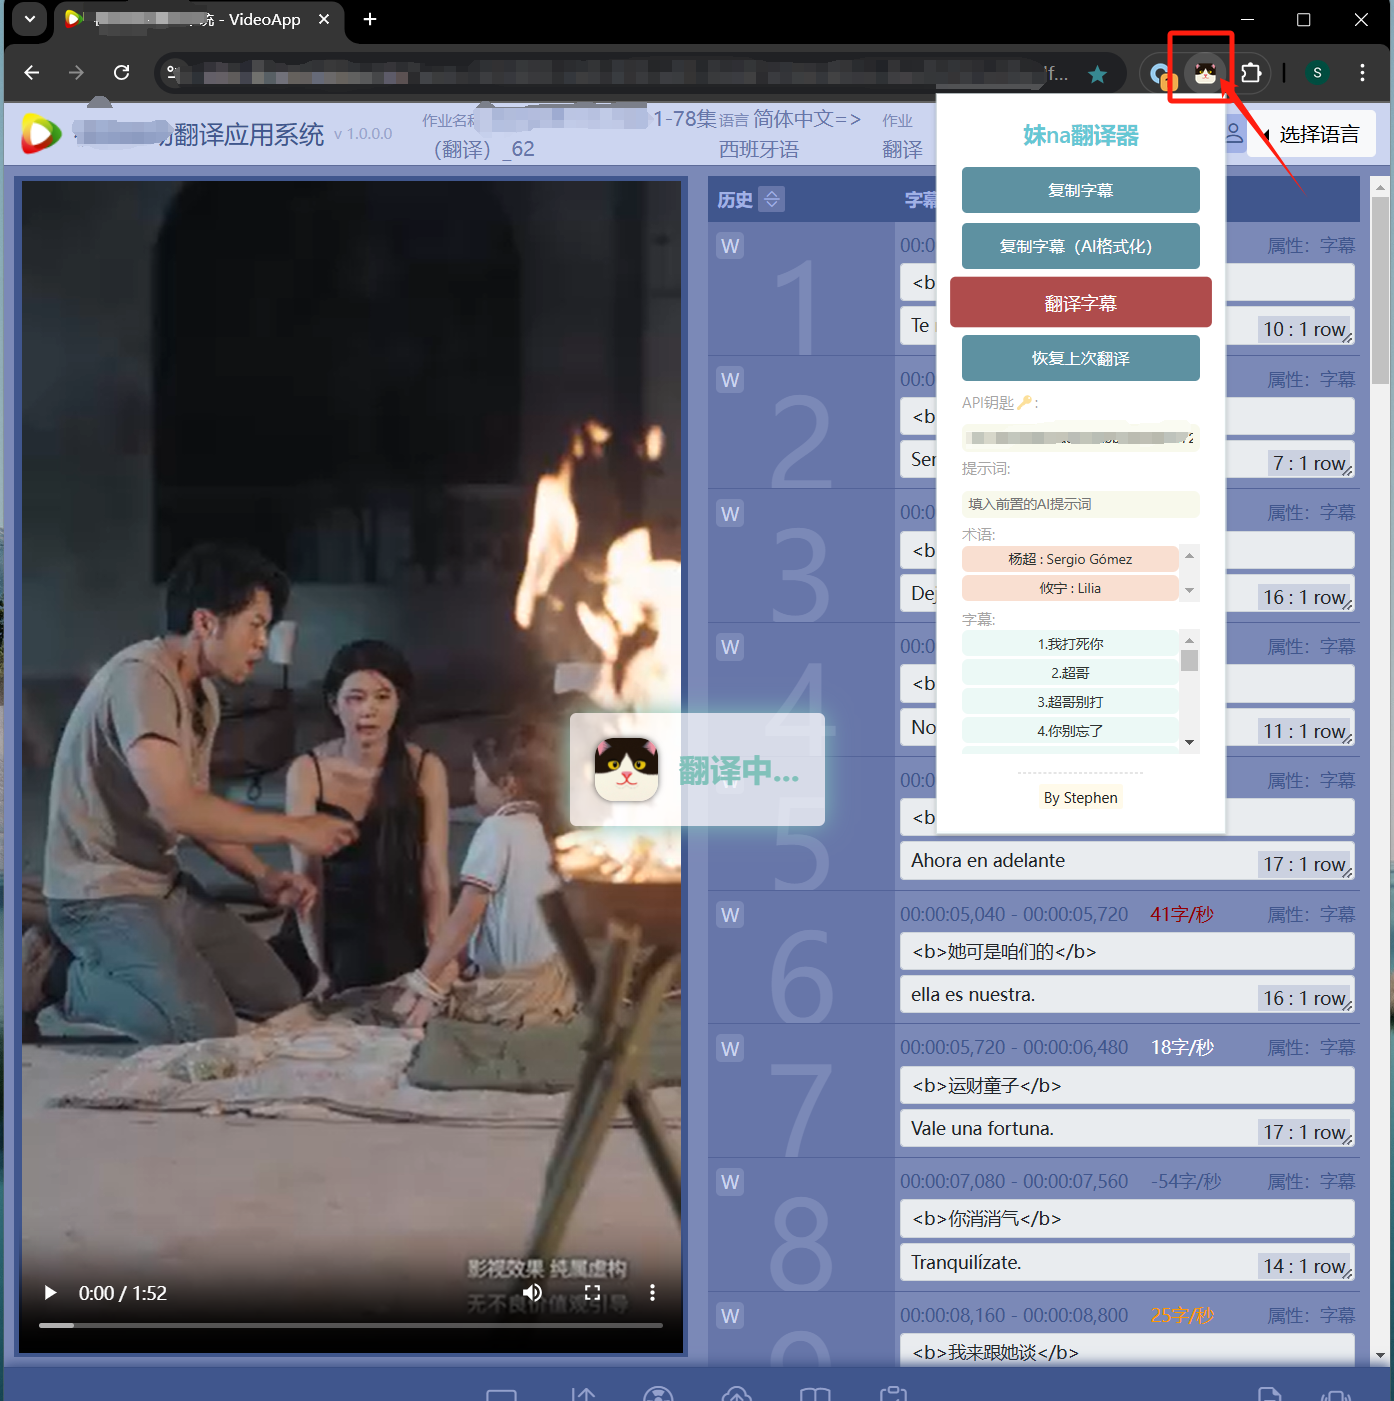 统 - VideoApp
f...
S
翻译应用系统 v 1.0.0.0
作业名称
1-78集
(翻译) _62
语言 简体中文=>
西班牙语
作业
翻译
选择语言
妹na翻译器
复制字幕
复制字幕（AI格式化）
翻译字幕
恢复上次翻译
API钥匙🔑:
提示词:
填入前置的AI提示词
术语:
杨超 : Sergio Gómez
攸宁 : Lilia
字幕:
1.我打死你
2.超哥
3.超哥别打
4.你别忘了
By Stephen
翻译中...
影视效果 纯属虚构
无不良价值观引导
0:00 / 1:52
历史
字幕
W
1
00:0
属性：字幕
<b
Te
10 : 1 row
W
2
00:0
属性：字幕
<b
Ser
7 : 1 row
W
3
00:0
属性：字幕
<b
Dej
16 : 1 row
W
4
00:0
属性：字幕
<b
No
11 : 1 row
W
5
00:0
属性：字幕
<b
Ahora en adelante
17 : 1 row
W
6
00:00:05,040 - 00:00:05,720 41字/秒 属性：字幕
<b>她可是咱们的</b>
ella es nuestra.
16 : 1 row
W
7
00:00:05,720 - 00:00:06,480 18字/秒 属性：字幕
<b>运财童子</b>
Vale una fortuna.
17 : 1 row
W
8
00:00:07,080 - 00:00:07,560 -54字/秒 属性：字幕
<b>你消消气</b>
Tranquilízate.
14 : 1 row
W
9
00:00:08,160 - 00:00:08,800 25字/秒 属性：字幕
<b>我来跟她谈</b>